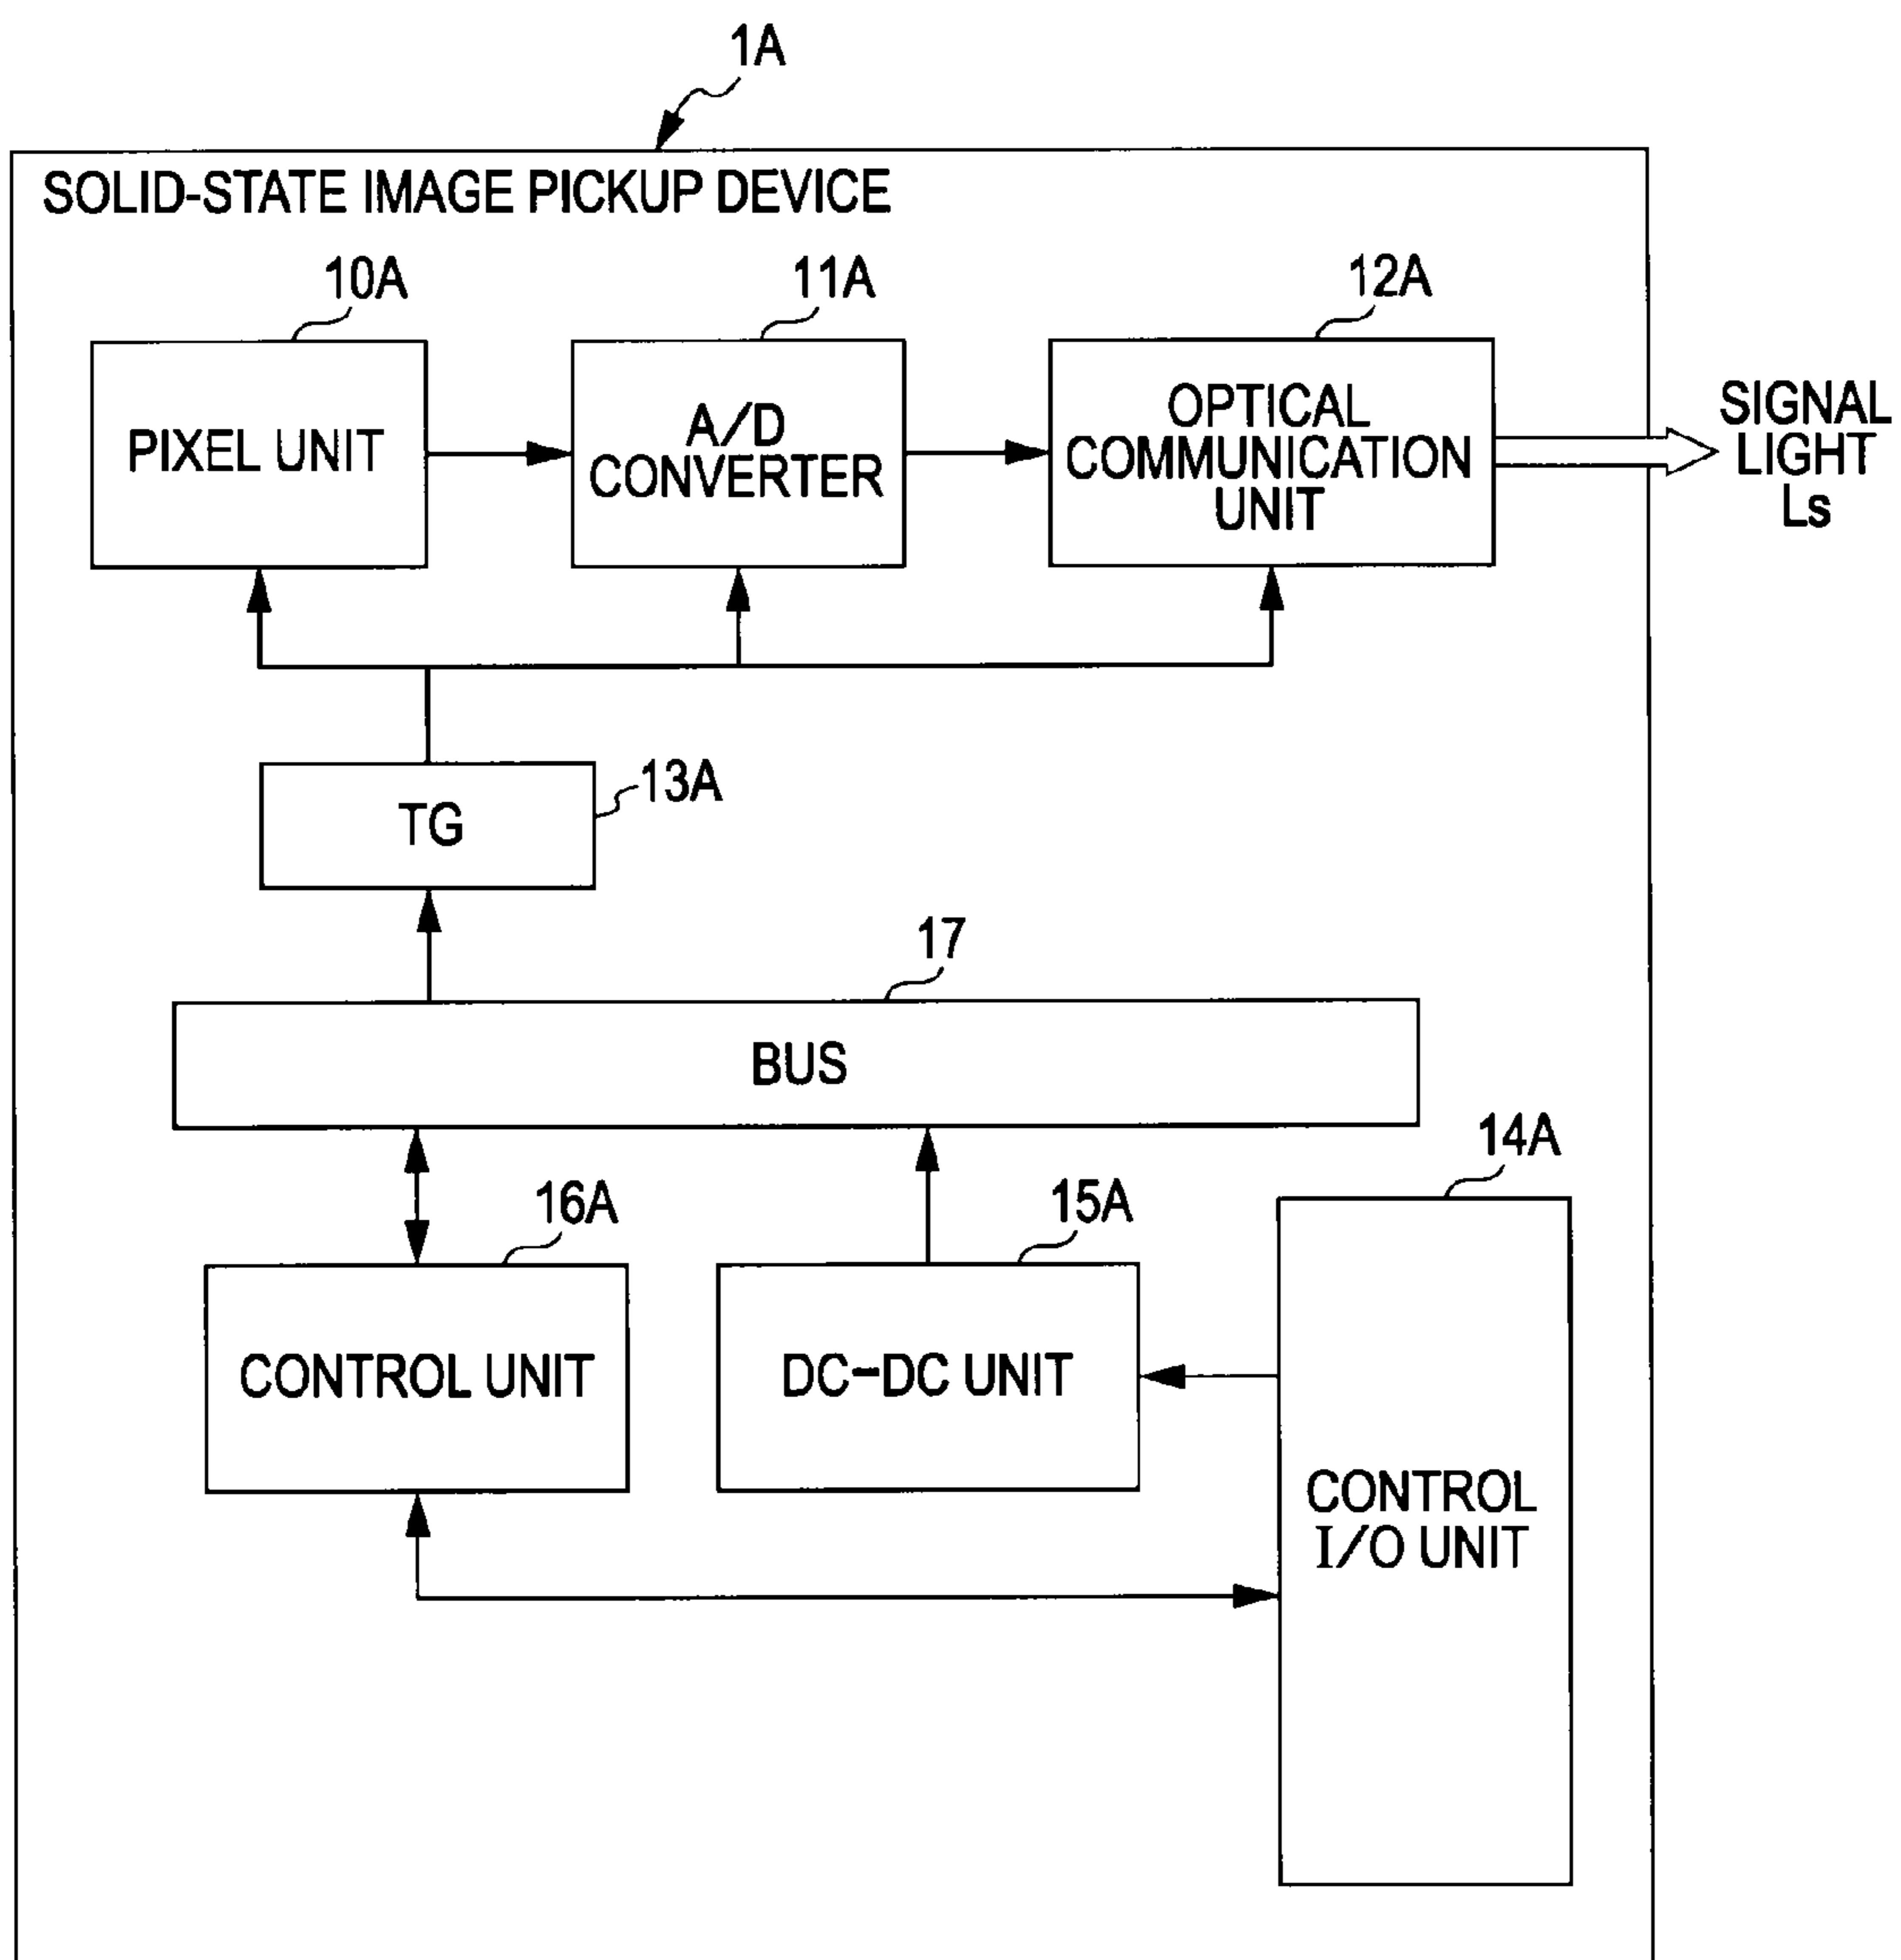 1A
SOLID-STATE IMAGE PICKUP DEVICE
10A
11A
12A
PIXEL UNIT
A/D
CONVERTER
OPTICAL
COMMUNICATION
UNIT
SIGNAL
LIGHT
Ls
13A
TG
17
BUS
14A
16A
15A
CONTROL UNIT
DC-DC UNIT
CONTROL
I/O UNIT